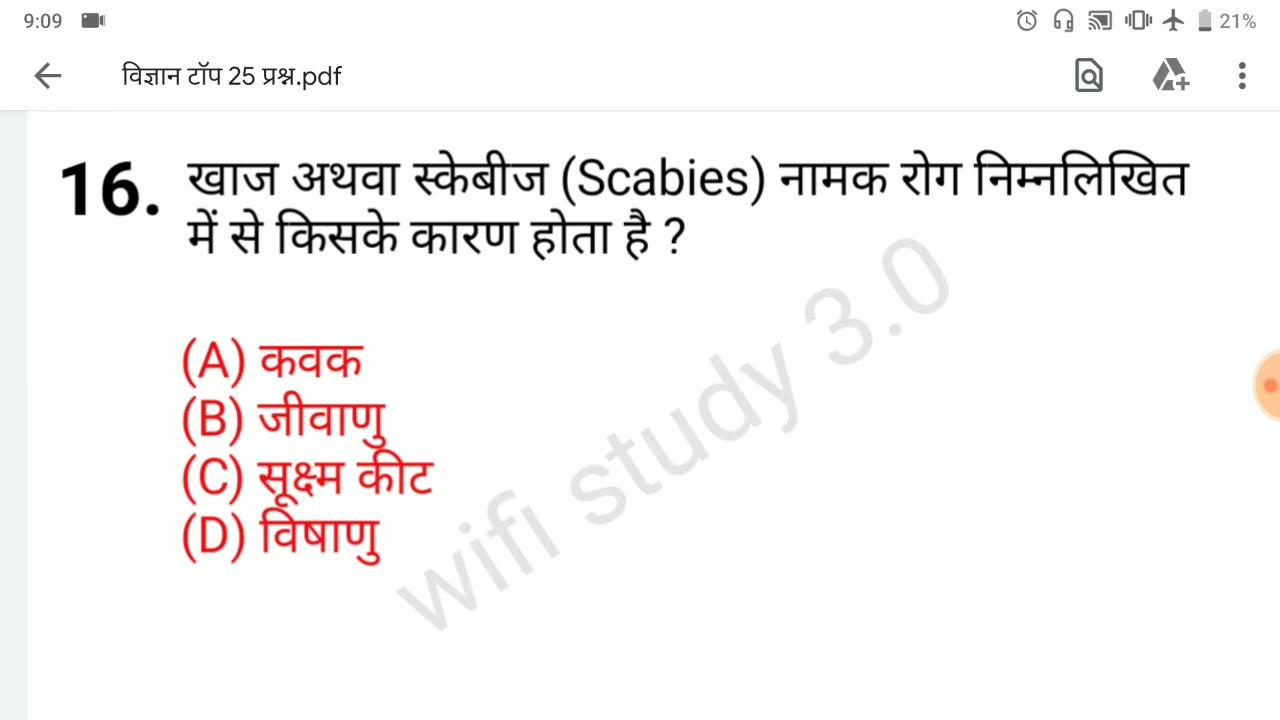 9:09
21%
विज्ञान टॉप 25 प्रश्न.pdf
16. खाज अथवा स्केबीज (Scabies) नामक रोग निम्नलिखित
में से किसके कारण होता है ?
(A) कवक
(B) जीवाणु
(C) सूक्ष्म कीट
(D) विषाणु
wifi study 3.0